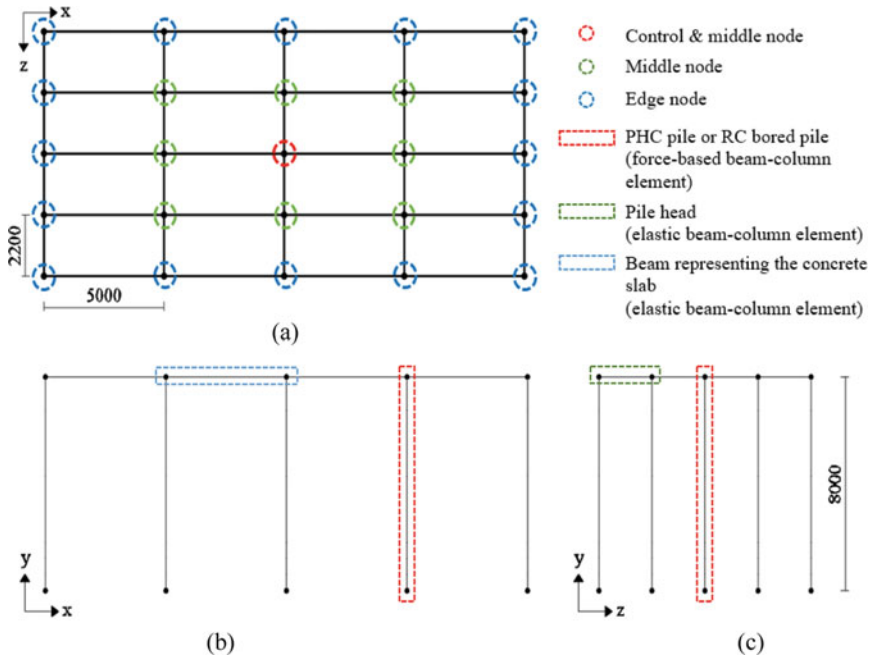 x
z
2200
5000
(a)
Control & middle node
Middle node
Edge node
PHC pile or RC bored pile
(force-based beam-column
element)
Pile head
(elastic beam-column element)
Beam representing the concrete
slab
(elastic beam-column element)
y
x
(b)
y
z
8000
(c)